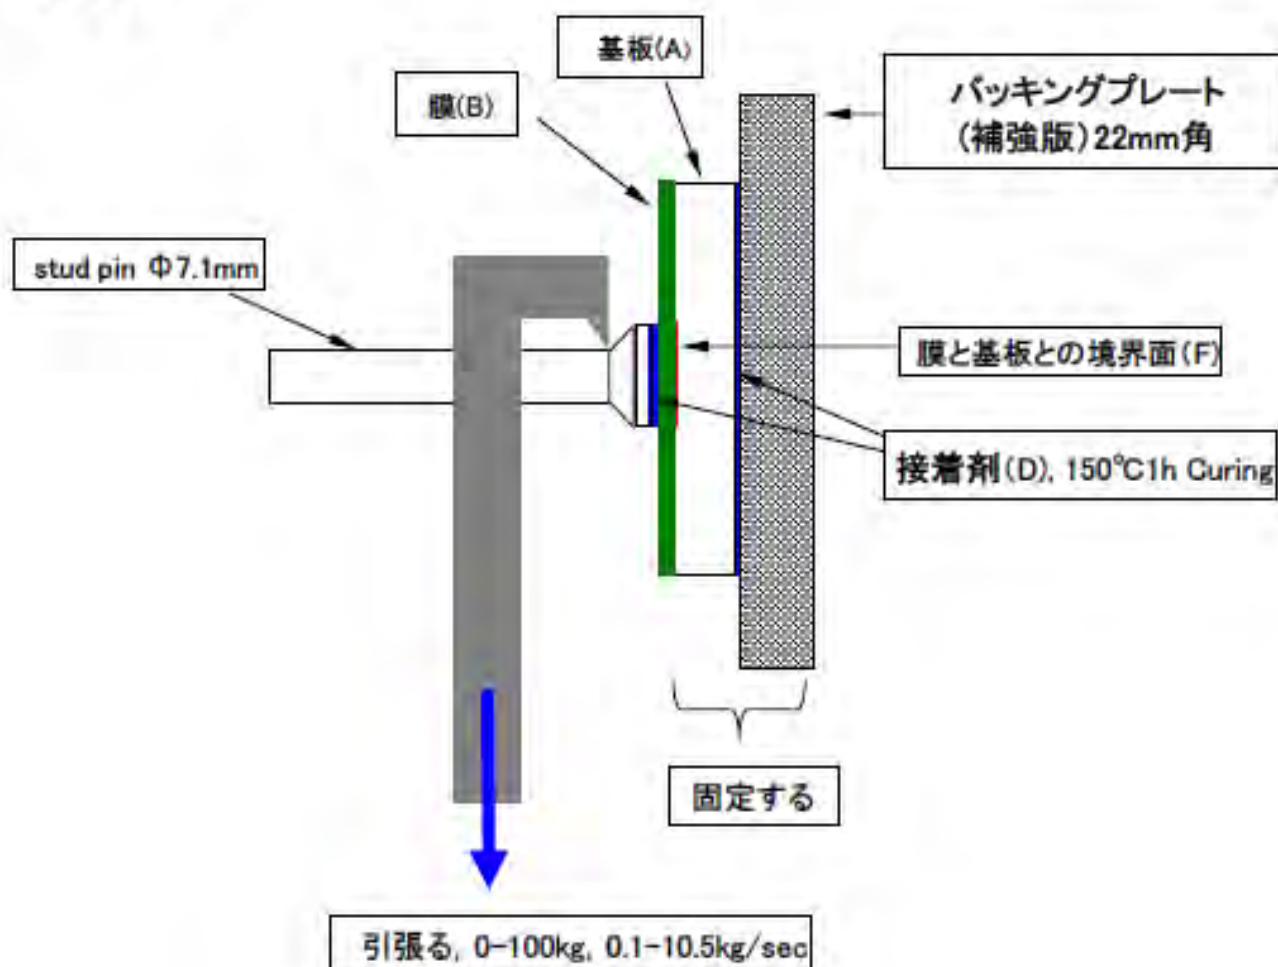 基板(A)
膜(B)
バッキングプレート
(補強版)22mm角
stud pin Φ7.1mm
膜と基板との境界面(F)
接着剤(D), 150℃1h Curing
固定する
引張る, 0-100kg, 0.1-10.5kg/sec